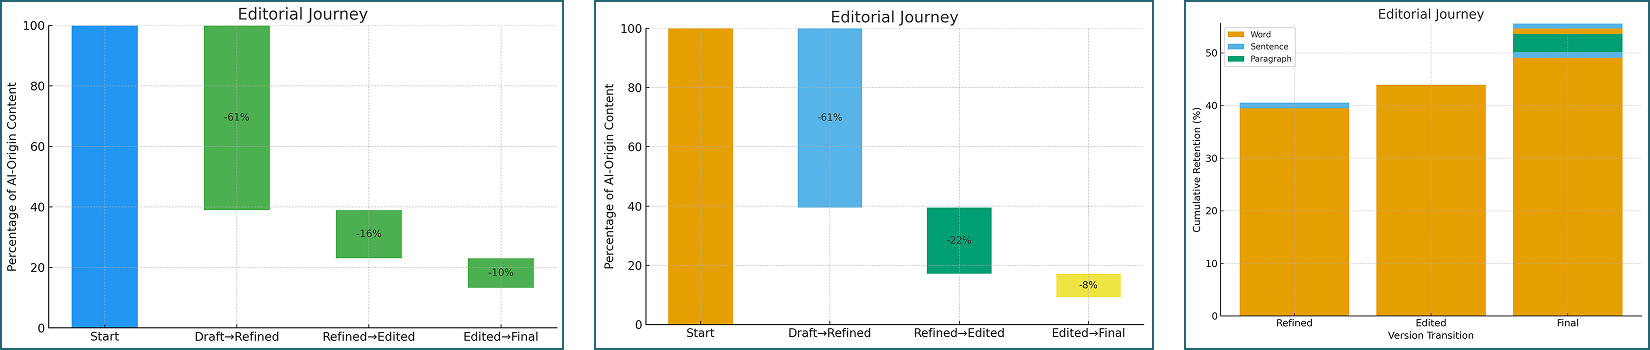 Editorial Journey
Percentage of AI-Origin Content
100
80
60
40
20
0
-61%
-16%
-10%
Start
Draft→Refined
Refined→Edited
Edited→Final
Editorial Journey
Percentage of AI-Origin Content
100
80
60
40
20
0
-61%
-22%
-8%
Start
Draft→Refined
Refined→Edited
Edited→Final
Editorial Journey
Cumulative Retention (%)
Word
Sentence
Paragraph
50
40
30
20
10
0
Refined
Edited
Final
Version Transition